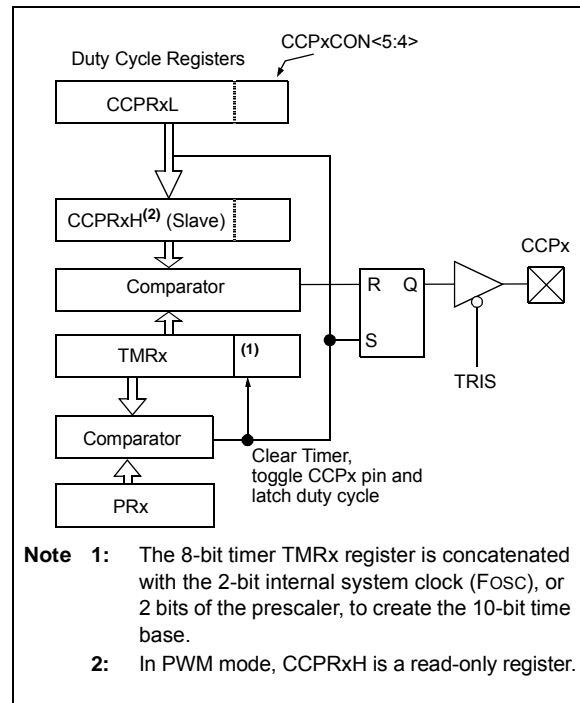 CCPxCON<5:4>
Duty Cycle Registers
CCPRxL
CCPRxH(2) (Slave)
CCPx
Comparator
R Q
S
TMRx (1)
TRIS
Comparator
Clear Timer,
toggle CCPx pin and
latch duty cycle
PRx
Note 1: The 8-bit timer TMRx register is concatenated
with the 2-bit internal system clock (FOSC), or
2 bits of the prescaler, to create the 10-bit time
base.
2: In PWM mode, CCPRxH is a read-only register.